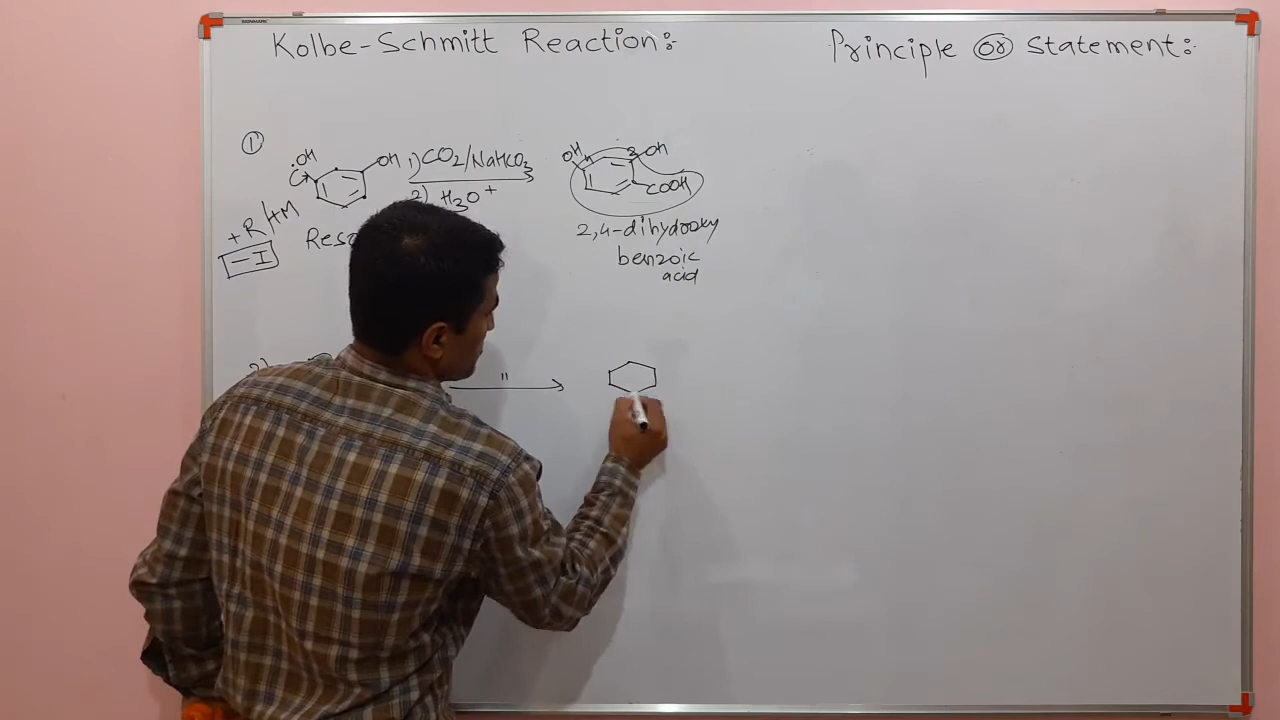 Kolbe-Schmitt Reaction:
Principle or Statement:
1
OH
OH
C
1) CO2/NaHCO3
2) H3O+
OH
OH
COOH
+R/+M
-I
2,4-dihydroxy
benzoic
acid
2)
"